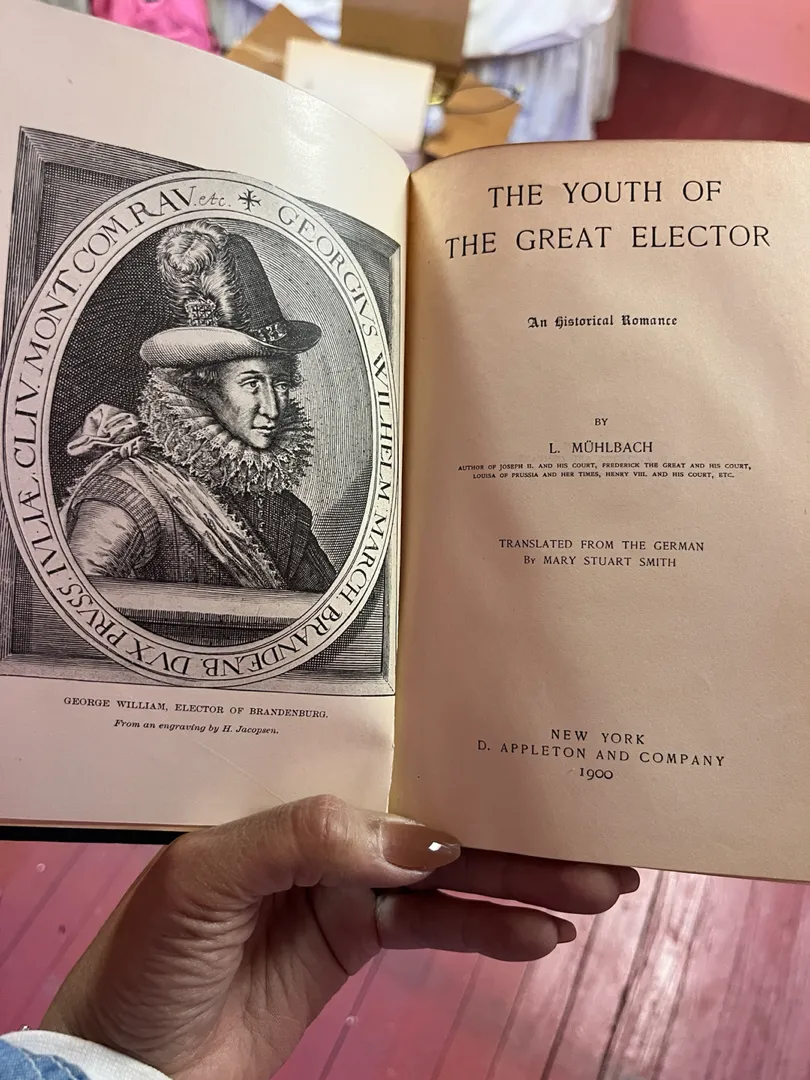 GEORGIVS WILHELM MARCH. BRANDENB. DVX PRVSS. IVLIÆ. CLIV. MONT COM. RAV. etc.
GEORGE WILLIAM, ELECTOR OF BRANDENBURG.
From an engraving by H. Jacopsen.
THE YOUTH OF
THE GREAT ELECTOR
An Historical Romance
BY
L. MÜHLBACH
AUTHOR OF JOSEPH II. AND HIS COURT, FREDERICK THE GREAT AND HIS COURT,
LOUISA OF PRUSSIA AND HER TIMES, HENRY VIII. AND HIS COURT, ETC.
TRANSLATED FROM THE GERMAN
BY MARY STUART SMITH
NEW YORK
D. APPLETON AND COMPANY
1900